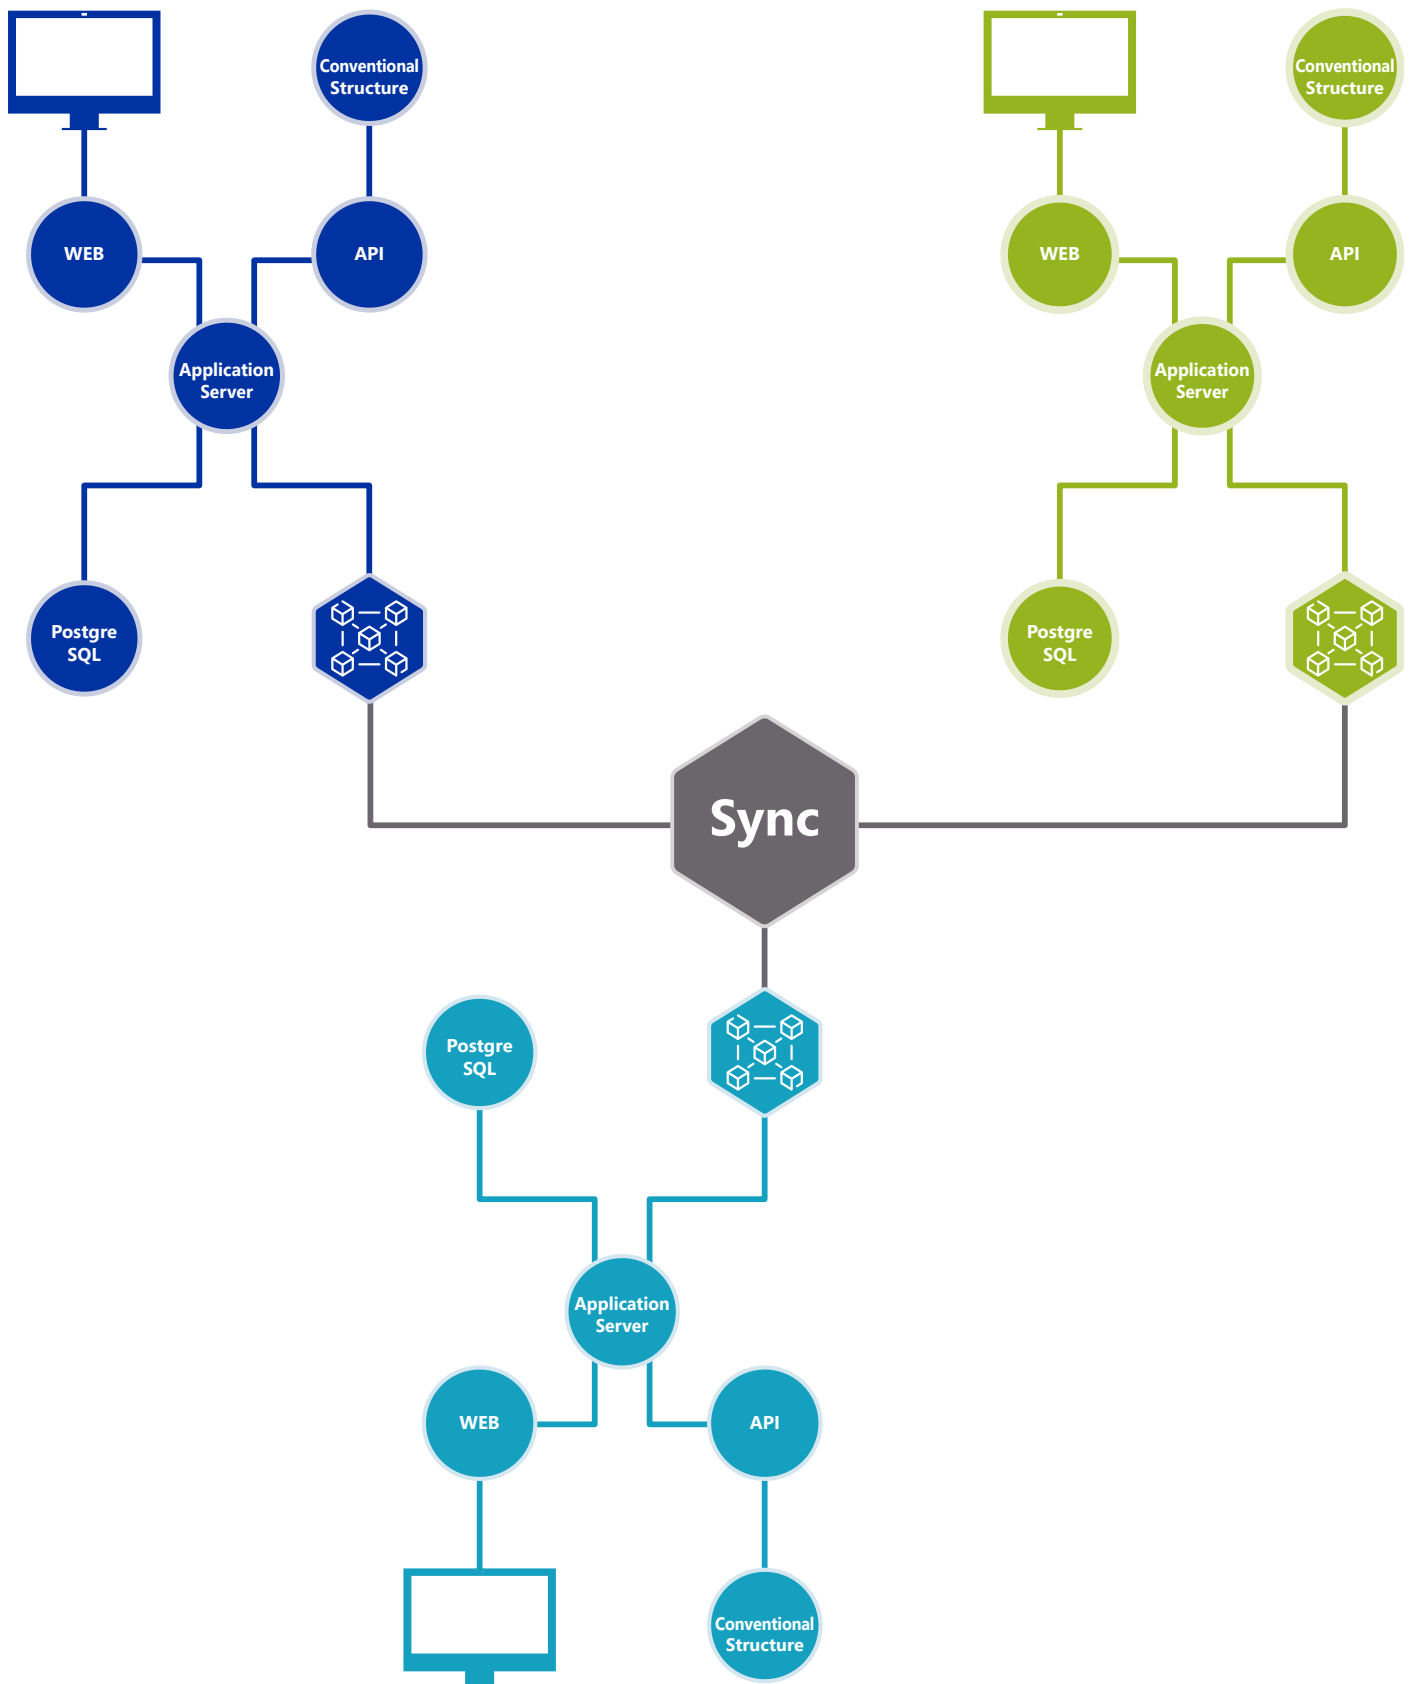 Conventional
Structure
WEB
API
Application
Server
Postgre
SQL
Conventional
Structure
WEB
API
Application
Server
Postgre
SQL
Sync
Postgre
SQL
Application
Server
WEB
API
Conventional
Structure